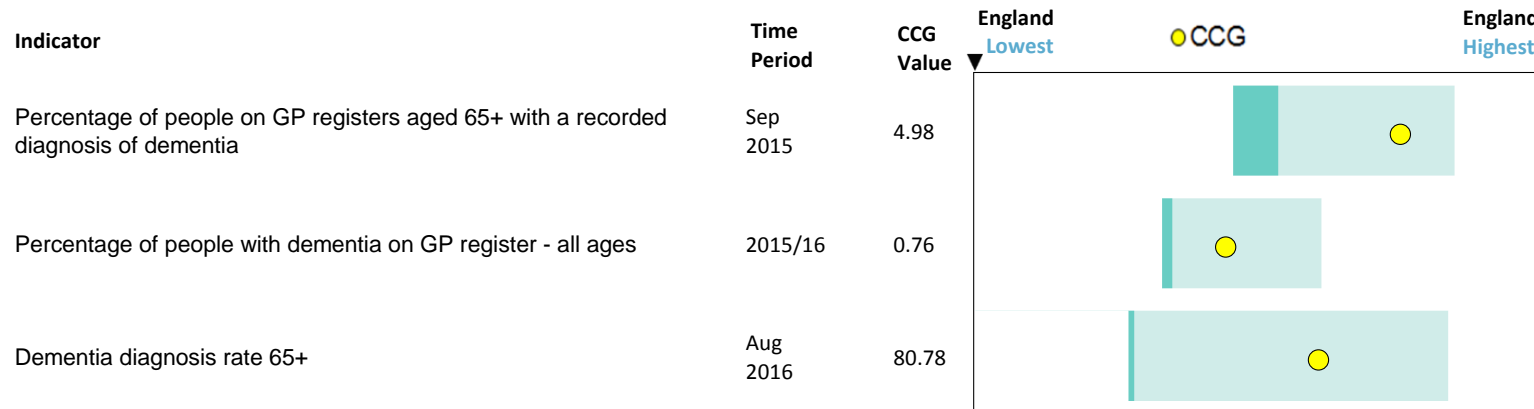 Indicator
Time
Period
CCG
Value
England
Lowest
CCG
England
Highest
Percentage of people on GP registers aged 65+ with a recorded
diagnosis of dementia
Sep
2015
4.98
Percentage of people with dementia on GP register - all ages
2015/16
0.76
Dementia diagnosis rate 65+
Aug
2016
80.78